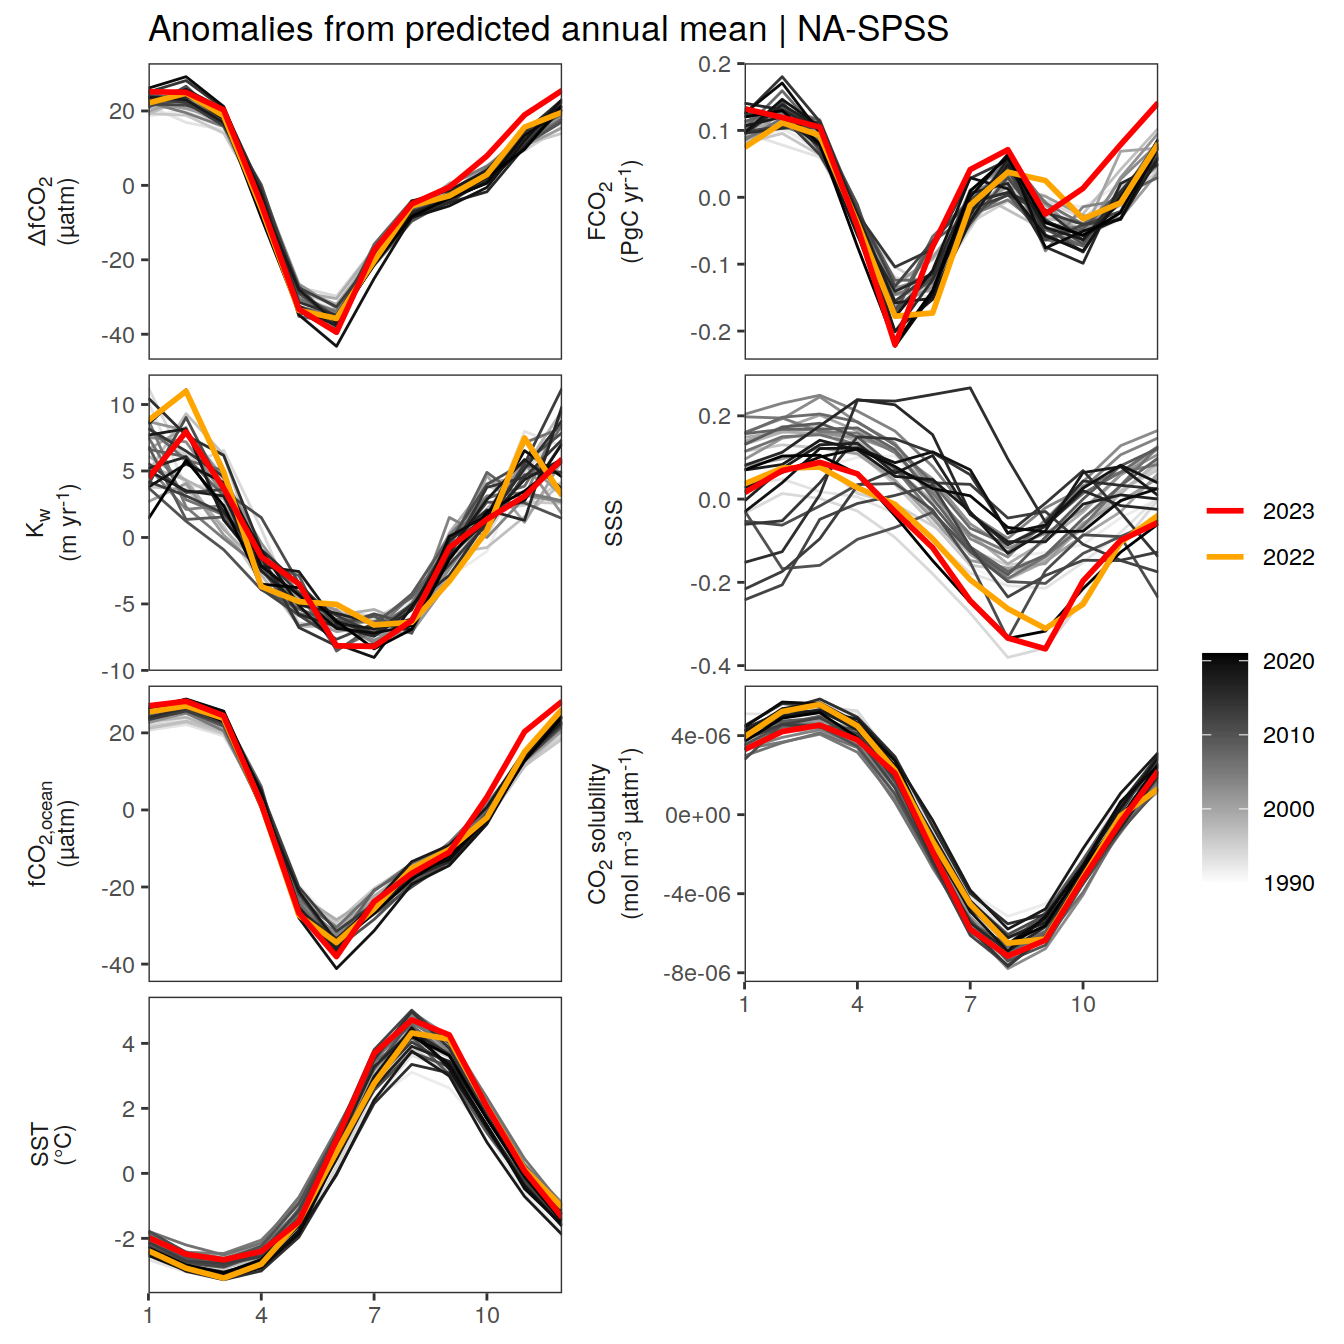 Anomalies from predicted annual mean | NA-SPSS
ΔfCO2
(µatm)
20
0
-20
-40
FCO2
(PgC yr-1)
0.2
0.1
0.0
-0.1
-0.2
Kw
(m yr-1)
10
5
0
-5
-10
SSS
0.2
0.0
-0.2
-0.4
fCO2,ocean
(µatm)
20
0
-20
-40
CO2 solubility
(mol m-3 µatm-1)
4e-06
0e+00
-4e-06
-8e-06
1 4 7 10
SST
(°C)
4
2
0
-2
1 4 7 10
2023
2022
2020
2010
2000
1990